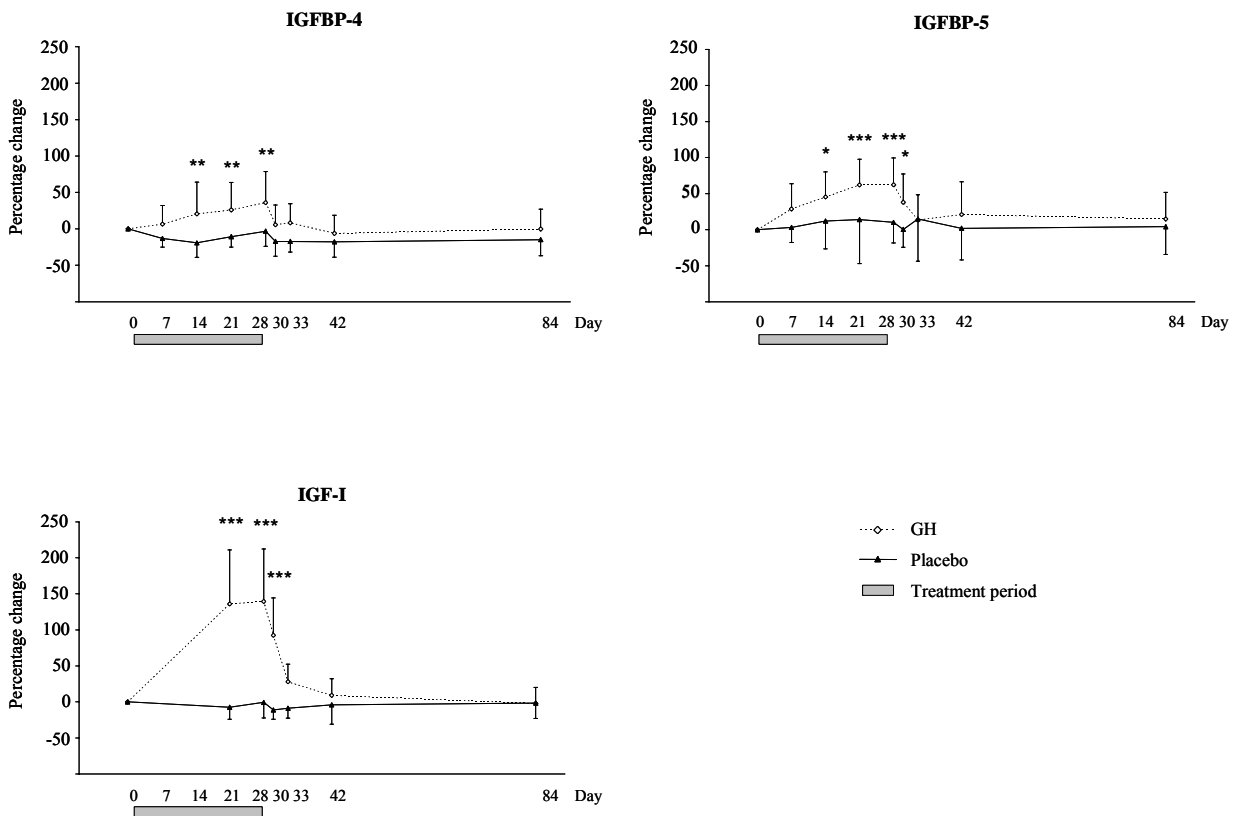 IGFBP-4
250
200
150
100
50
0
-50
Percentage change
** ** **
0 7 14 21 28 30 33 42 84 Day
IGFBP-5
250
200
150
100
50
0
-50
Percentage change
* *** *** *
0 7 14 21 28 30 33 42 84 Day
IGF-I
250
200
150
100
50
0
-50
Percentage change
*** *** ***
0 7 14 21 28 30 33 42 84 Day
GH
Placebo
Treatment period